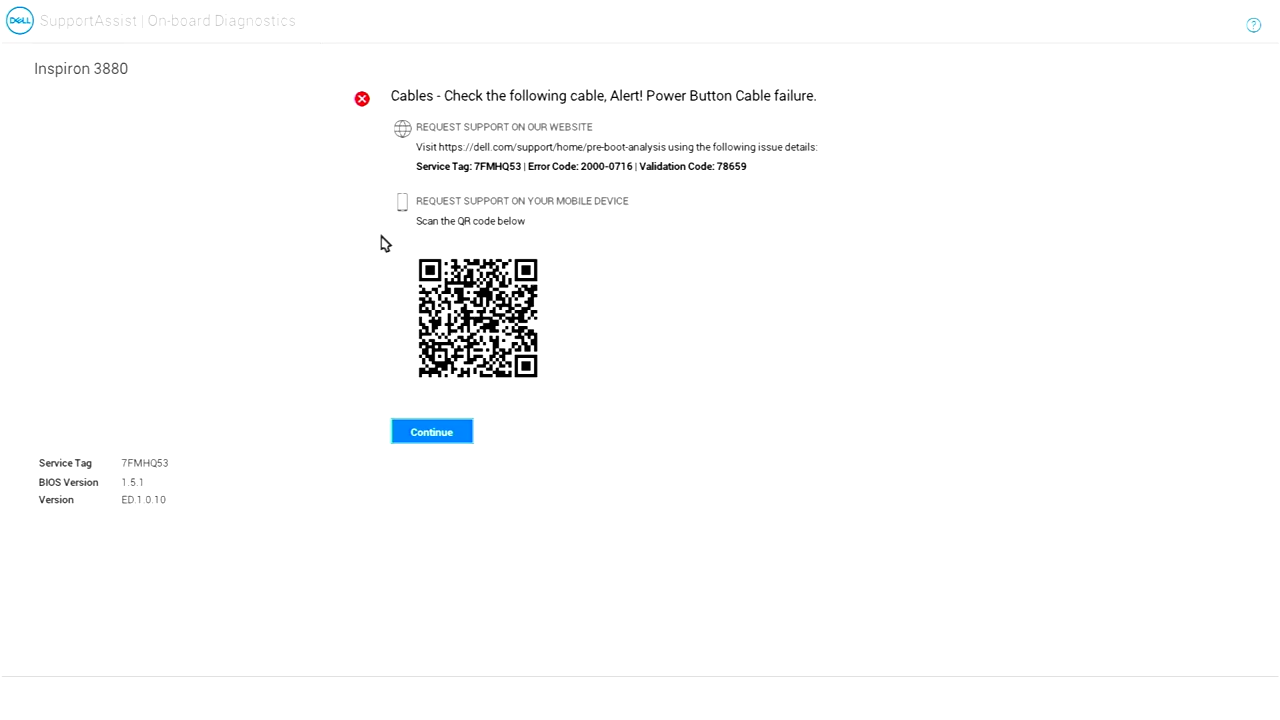 DELL
SupportAssist | On-board Diagnostics
?
Inspiron 3880
Cables - Check the following cable, Alert! Power Button Cable failure.
REQUEST SUPPORT ON OUR WEBSITE
Visit https://dell.com/support/home/pre-boot-analysis using the following issue details:
Service Tag: 7FMHQ53 | Error Code: 2000-0716 | Validation Code: 78659
REQUEST SUPPORT ON YOUR MOBILE DEVICE
Scan the QR code below
Continue
Service Tag 7FMHQ53
BIOS Version 1.5.1
Version ED.1.0.10